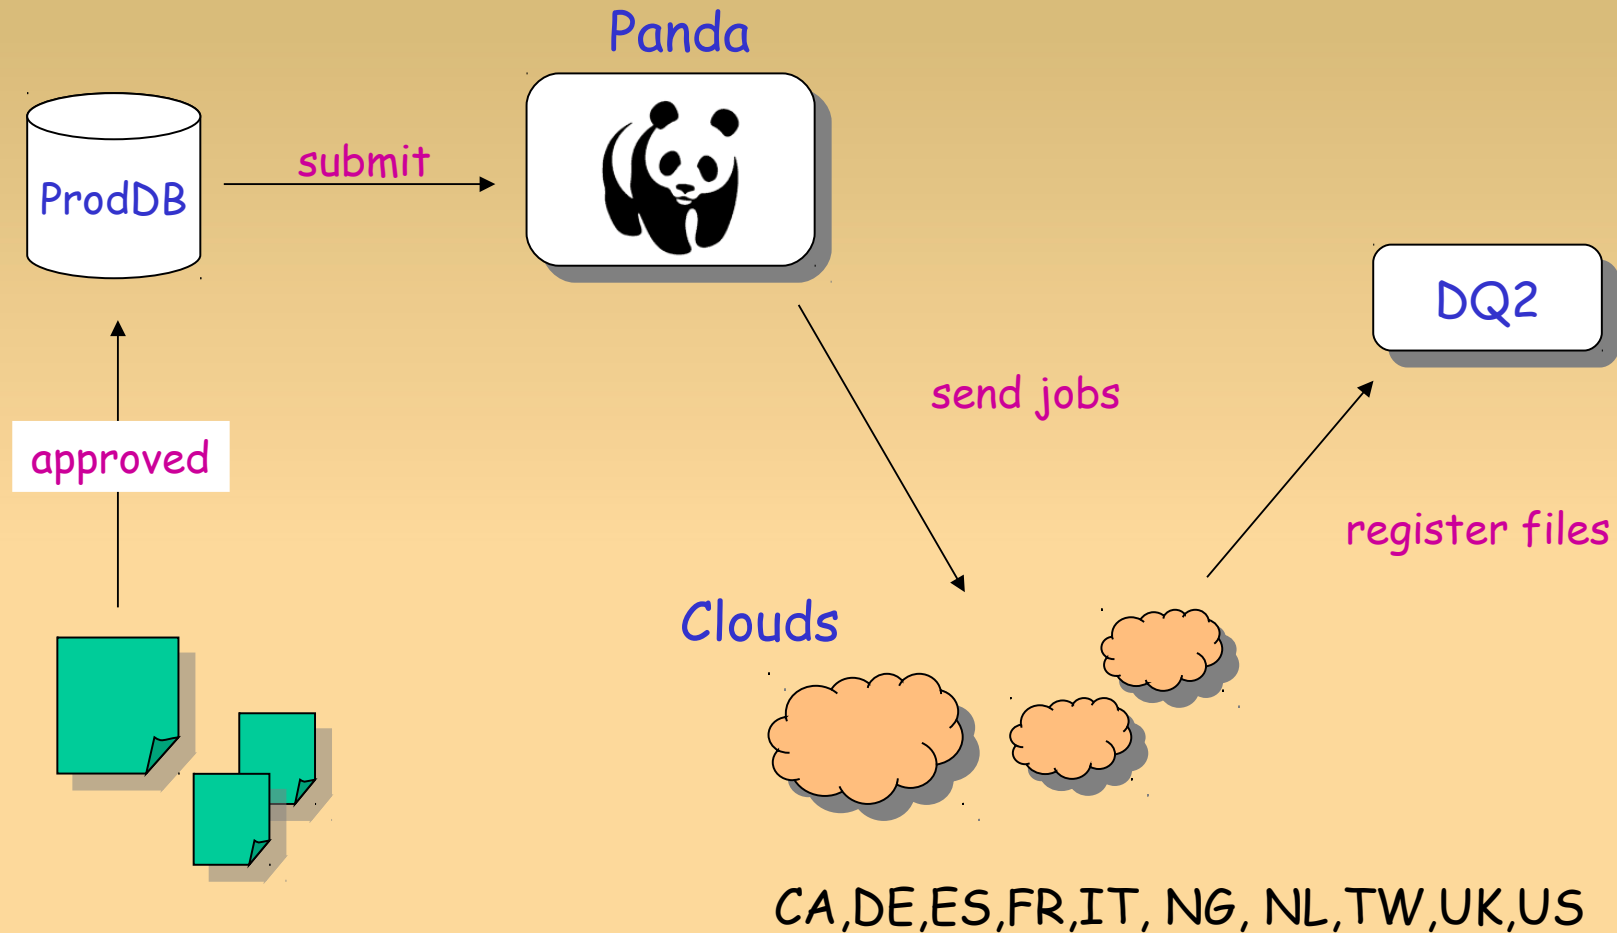 Panda
submit
ProdDB
DQ2
send jobs
approved
register files
Clouds
CA,DE,ES,FR,IT, NG, NL,TW,UK,US